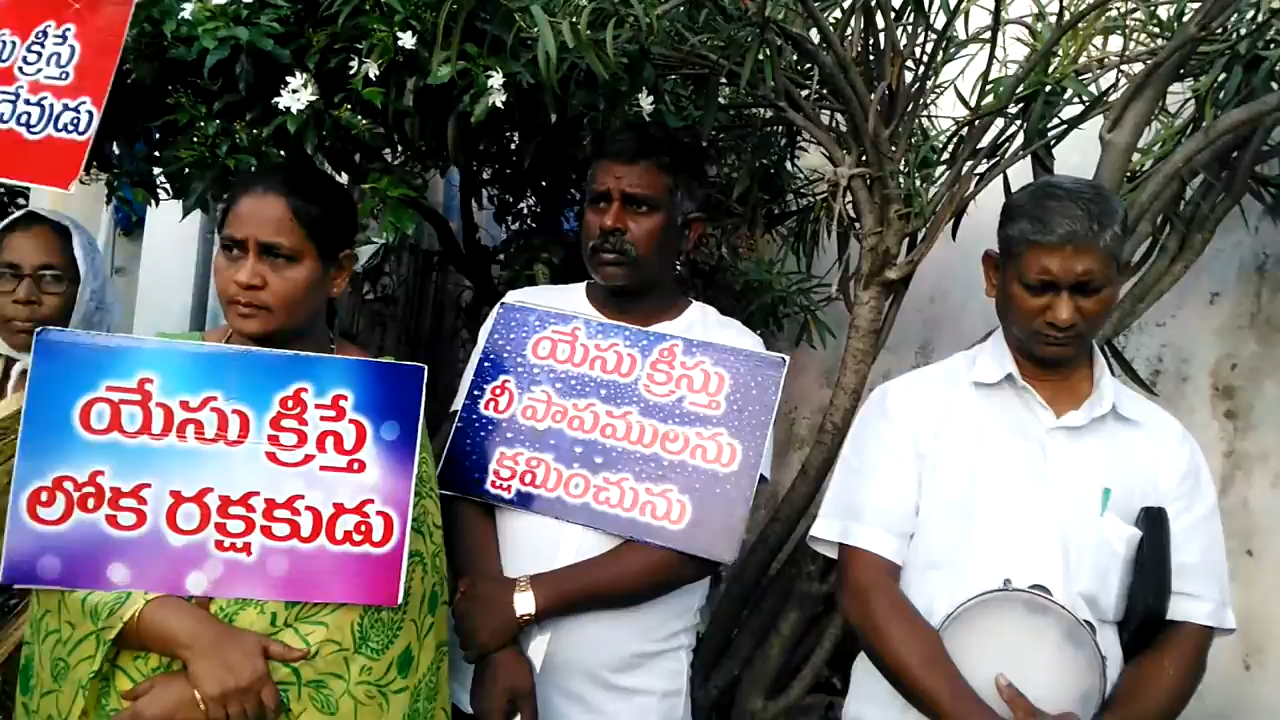 క్రీస్తే
దేవుడు
యేసు క్రీస్తే
లోక రక్షకుడు
యేసు క్రీస్తు
నీ పాపములను
క్షమించును